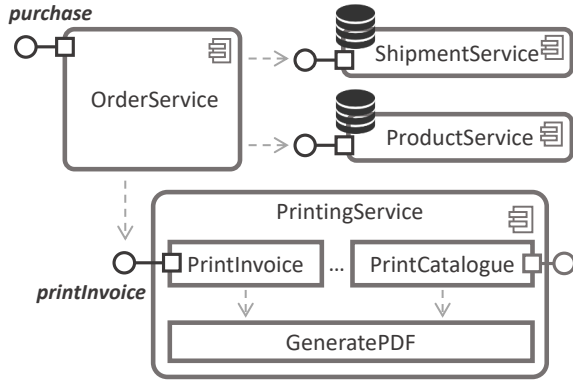 purchase
OrderService
ShipmentService
ProductService
PrintingService
PrintInvoice
...
PrintCatalogue
printInvoice
GeneratePDF